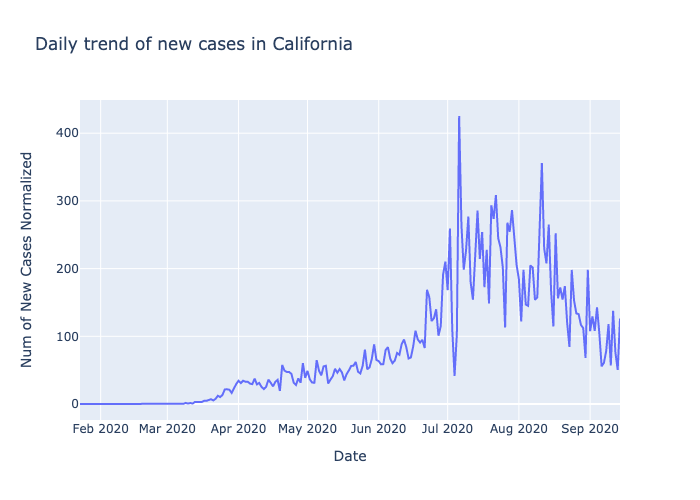 Daily trend of new cases in California
Num of New Cases Normalized
400
300
200
100
0
Feb 2020
Mar 2020
Apr 2020
May 2020
Jun 2020
Jul 2020
Aug 2020
Sep 2020
Date